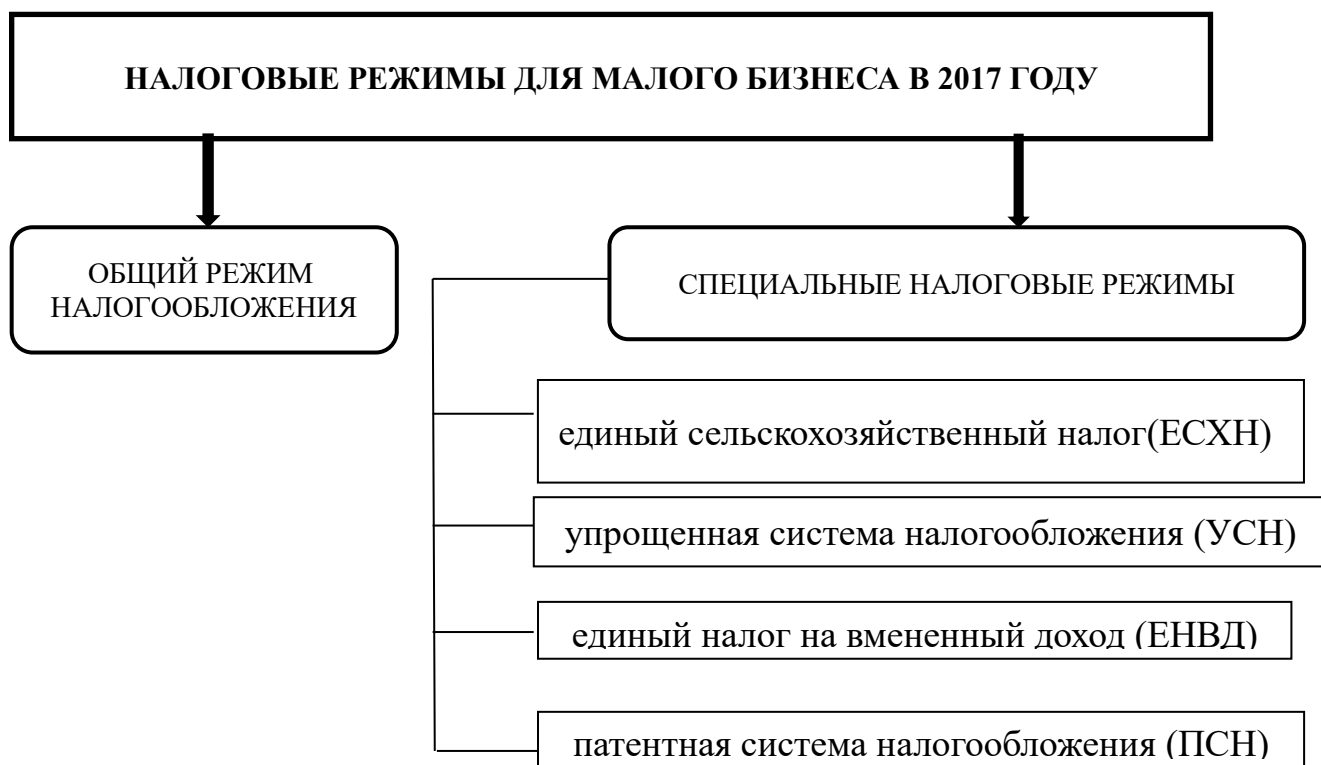 НАЛОГОВЫЕ РЕЖИМЫ ДЛЯ МАЛОГО БИЗНЕСА В 2017 ГОДУ
ОБЩИЙ РЕЖИМ
НАЛОГООБЛОЖЕНИЯ
СПЕЦИАЛЬНЫЕ НАЛОГОВЫЕ РЕЖИМЫ
единый сельскохозяйственный налог(ЕСХН)
упрощенная система налогообложения (УСН)
единый налог на вмененный доход (ЕНВД)
патентная система налогообложения (ПСН)